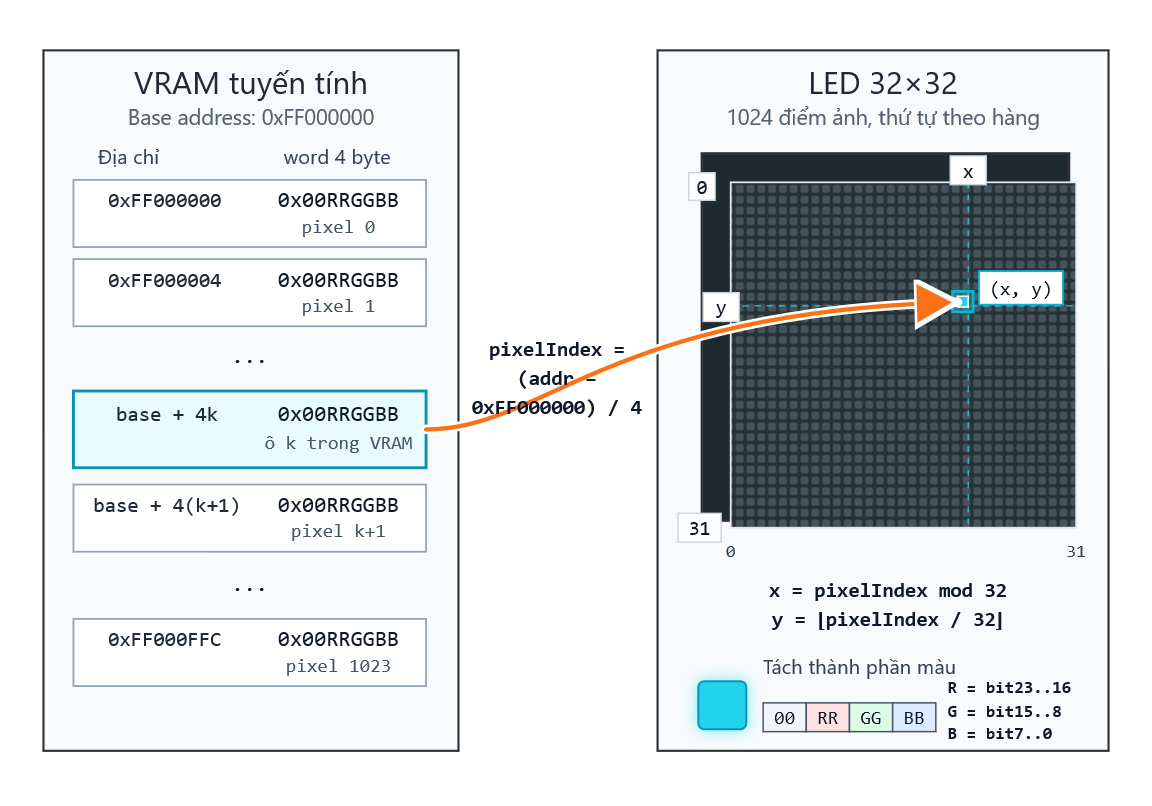 VRAM tuyến tính
Base address: 0xFF000000
Địa chỉ word 4 byte
0xFF000000 0x00RRGGBB
pixel 0
0xFF000004 0x00RRGGBB
pixel 1
...
base + 4k 0x00RRGGBB
ô k trong VRAM
base + 4(k+1) 0x00RRGGBB
pixel k+1
...
0xFF000FFC 0x00RRGGBB
pixel 1023
pixelIndex =
(addr −
0xFF000000) / 4
LED 32×32
1024 điểm ảnh, thứ tự theo hàng
x
0
(x, y)
y
31
0 31
x = pixelIndex mod 32
y = ⌊pixelIndex / 32⌋
Tách thành phần màu
00 RR GG BB
R = bit23..16
G = bit15..8
B = bit7..0